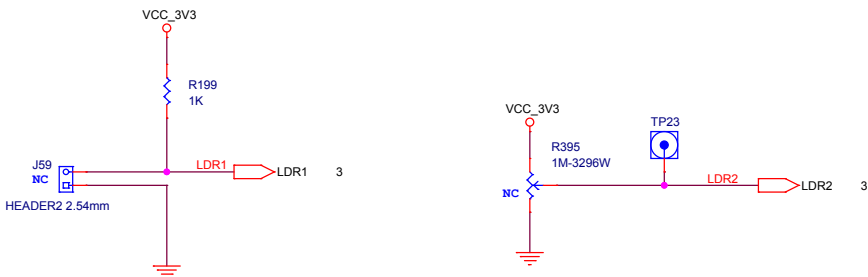 VCC_3V3
R199
1K
J59
NC
LDR1
LDR1
3
HEADER2 2.54mm
VCC_3V3
TP23
R395
1M-3296W
NC
LDR2
LDR2
3